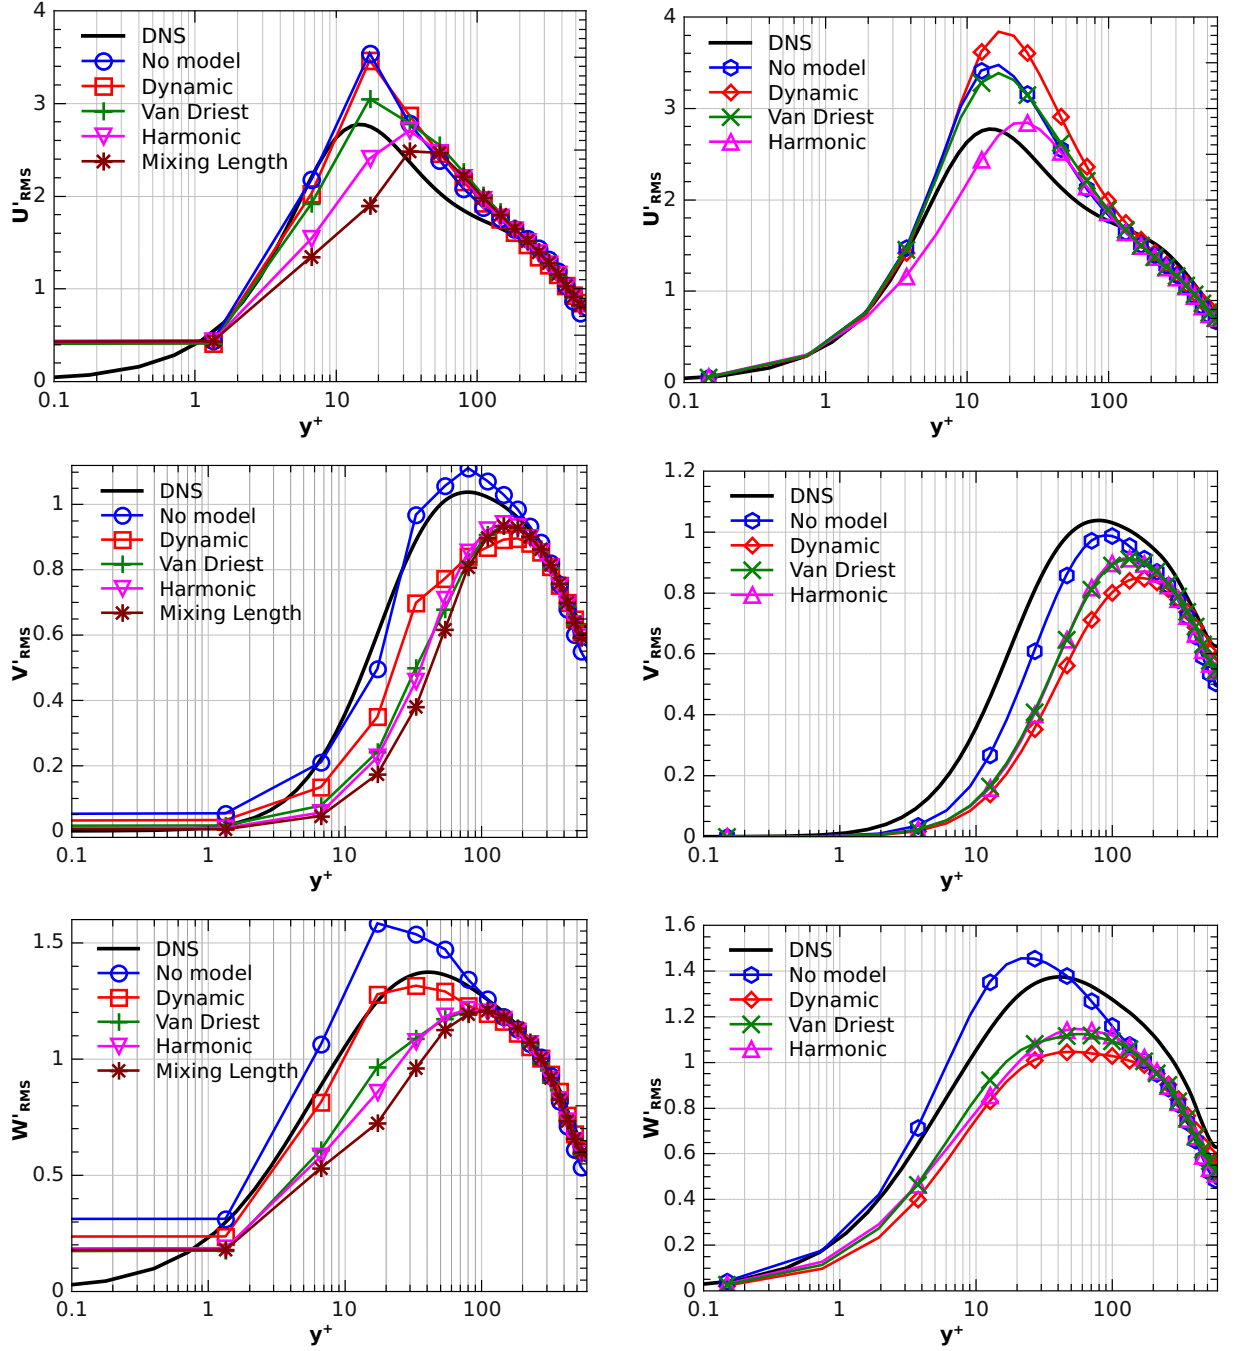 4
3
2
1
0
0.1
1
10
100
y+
U'RMS
DNS
No model
Dynamic
Van Driest
Harmonic
Mixing Length
4
3
2
1
0
0.1
1
10
100
y+
U'RMS
DNS
No model
Dynamic
Van Driest
Harmonic
1
0.8
0.6
0.4
0.2
0
0.1
1
10
100
y+
V'RMS
DNS
No model
Dynamic
Van Driest
Harmonic
Mixing Length
1.2
1
0.8
0.6
0.4
0.2
0
0.1
1
10
100
y+
V'RMS
DNS
No model
Dynamic
Van Driest
Harmonic
1.5
1
0.5
0
0.1
1
10
100
y+
W'RMS
DNS
No model
Dynamic
Van Driest
Harmonic
Mixing Length
1.6
1.4
1.2
1
0.8
0.6
0.4
0.2
0
0.1
1
10
100
y+
W'RMS
DNS
No model
Dynamic
Van Driest
Harmonic